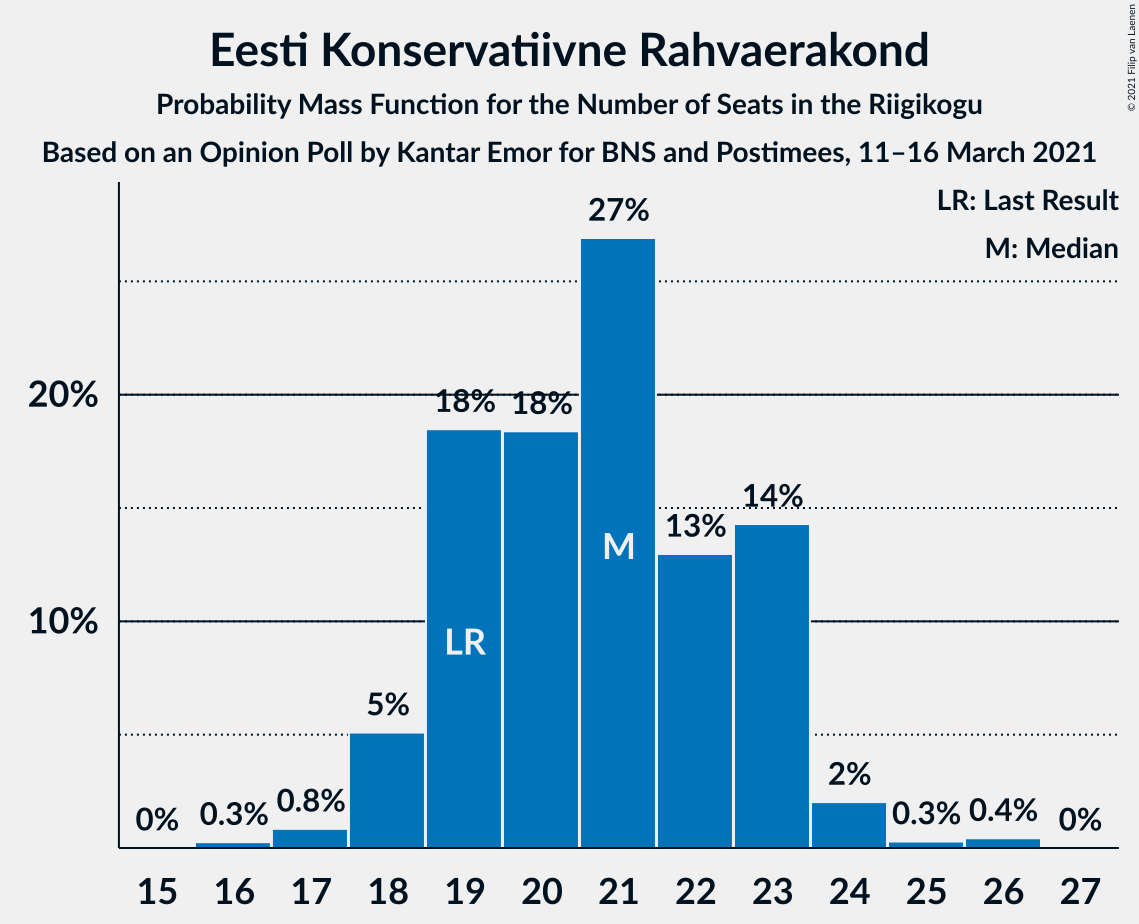 Eesti Konservatiivne Rahvaerakond
Probability Mass Function for the Number of Seats in the Riigikogu
Based on an Opinion Poll by Kantar Emor for BNS and Postimees, 11–16 March 2021
© 2021 Filip van Laenen
LR: Last Result
M: Median
20%
10%
0%
0.3%
0.8%
5%
18%
18%
27%
13%
14%
2%
0.3%
0.4%
0%
LR
M
15 16 17 18 19 20 21 22 23 24 25 26 27